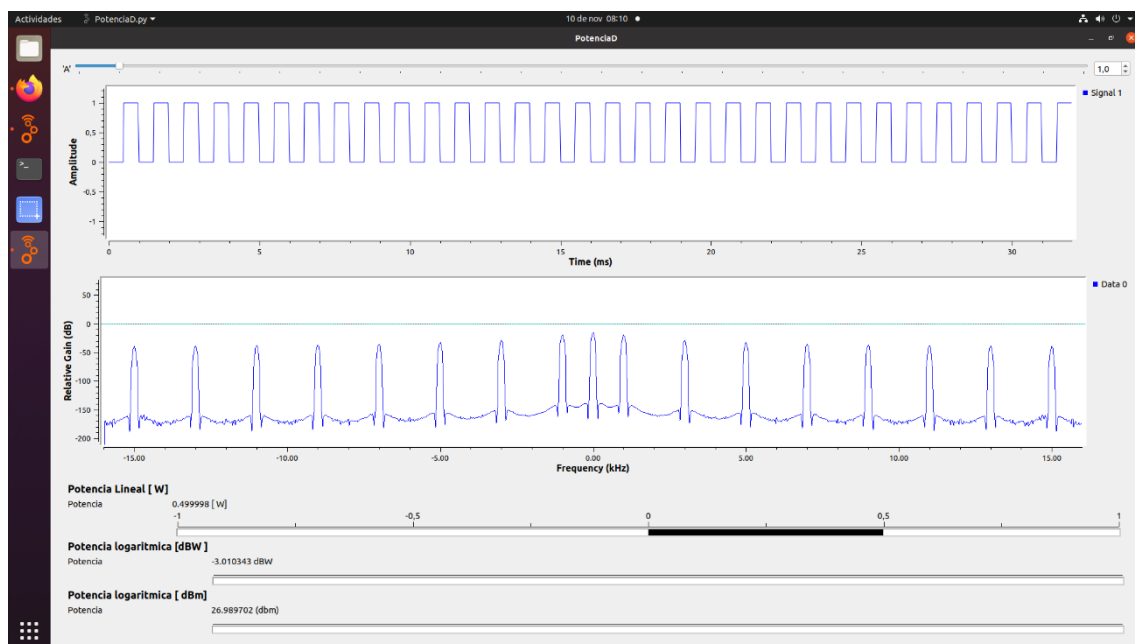 Actividades PotenciaD.py 10 de nov 08:10
PotenciaD
'A' 1,0
Signal 1
1
0,5
0
-0,5
-1
Amplitude
0 5 10 15 20 25 30
Time (ms)
Data 0
50
0
-50
-100
-150
-200
Relative Gain (dB)
-15.00 -10.00 -5.00 0.00 5.00 10.00 15.00
Frequency (kHz)
Potencia Lineal [ W]
Potencia 0.499998 [ W]
-1 -0,5 0 0,5 1
Potencia logaritmica [dBW ]
Potencia -3.010343 dBW
Potencia logaritmica [ dBm]
Potencia 26.989702 (dbm)